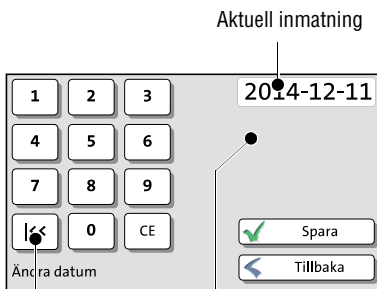 Aktuell inmatning
2014-12-11
1 2 3
4 5 6
7 8 9
|<< 0 CE
Spara
Ändra datum
Tillbaka